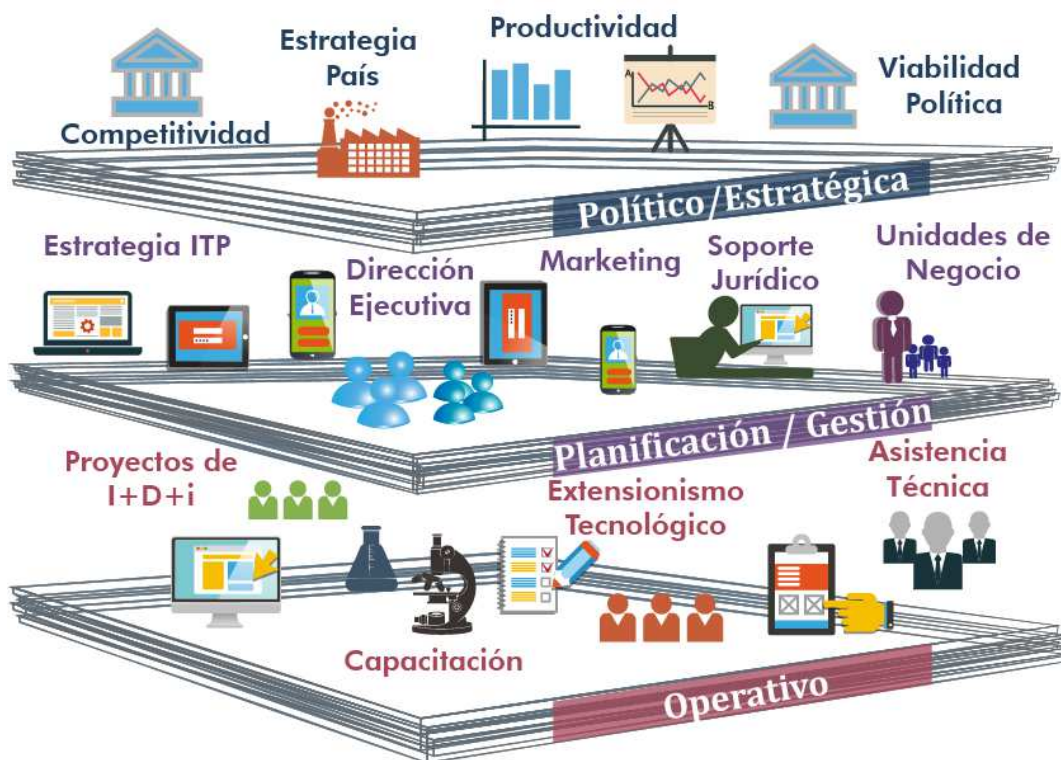 Competitividad
Estrategia
País
Productividad
A
B
Viabilidad
Política
Político/Estratégica
Estrategia ITP
Dirección
Ejecutiva
Marketing
Soporte
Jurídico
Unidades de
Negocio
Planificación / Gestión
Proyectos de
I+D+i
Capacitación
Extensionismo
Tecnológico
Asistencia
Técnica
Operativo